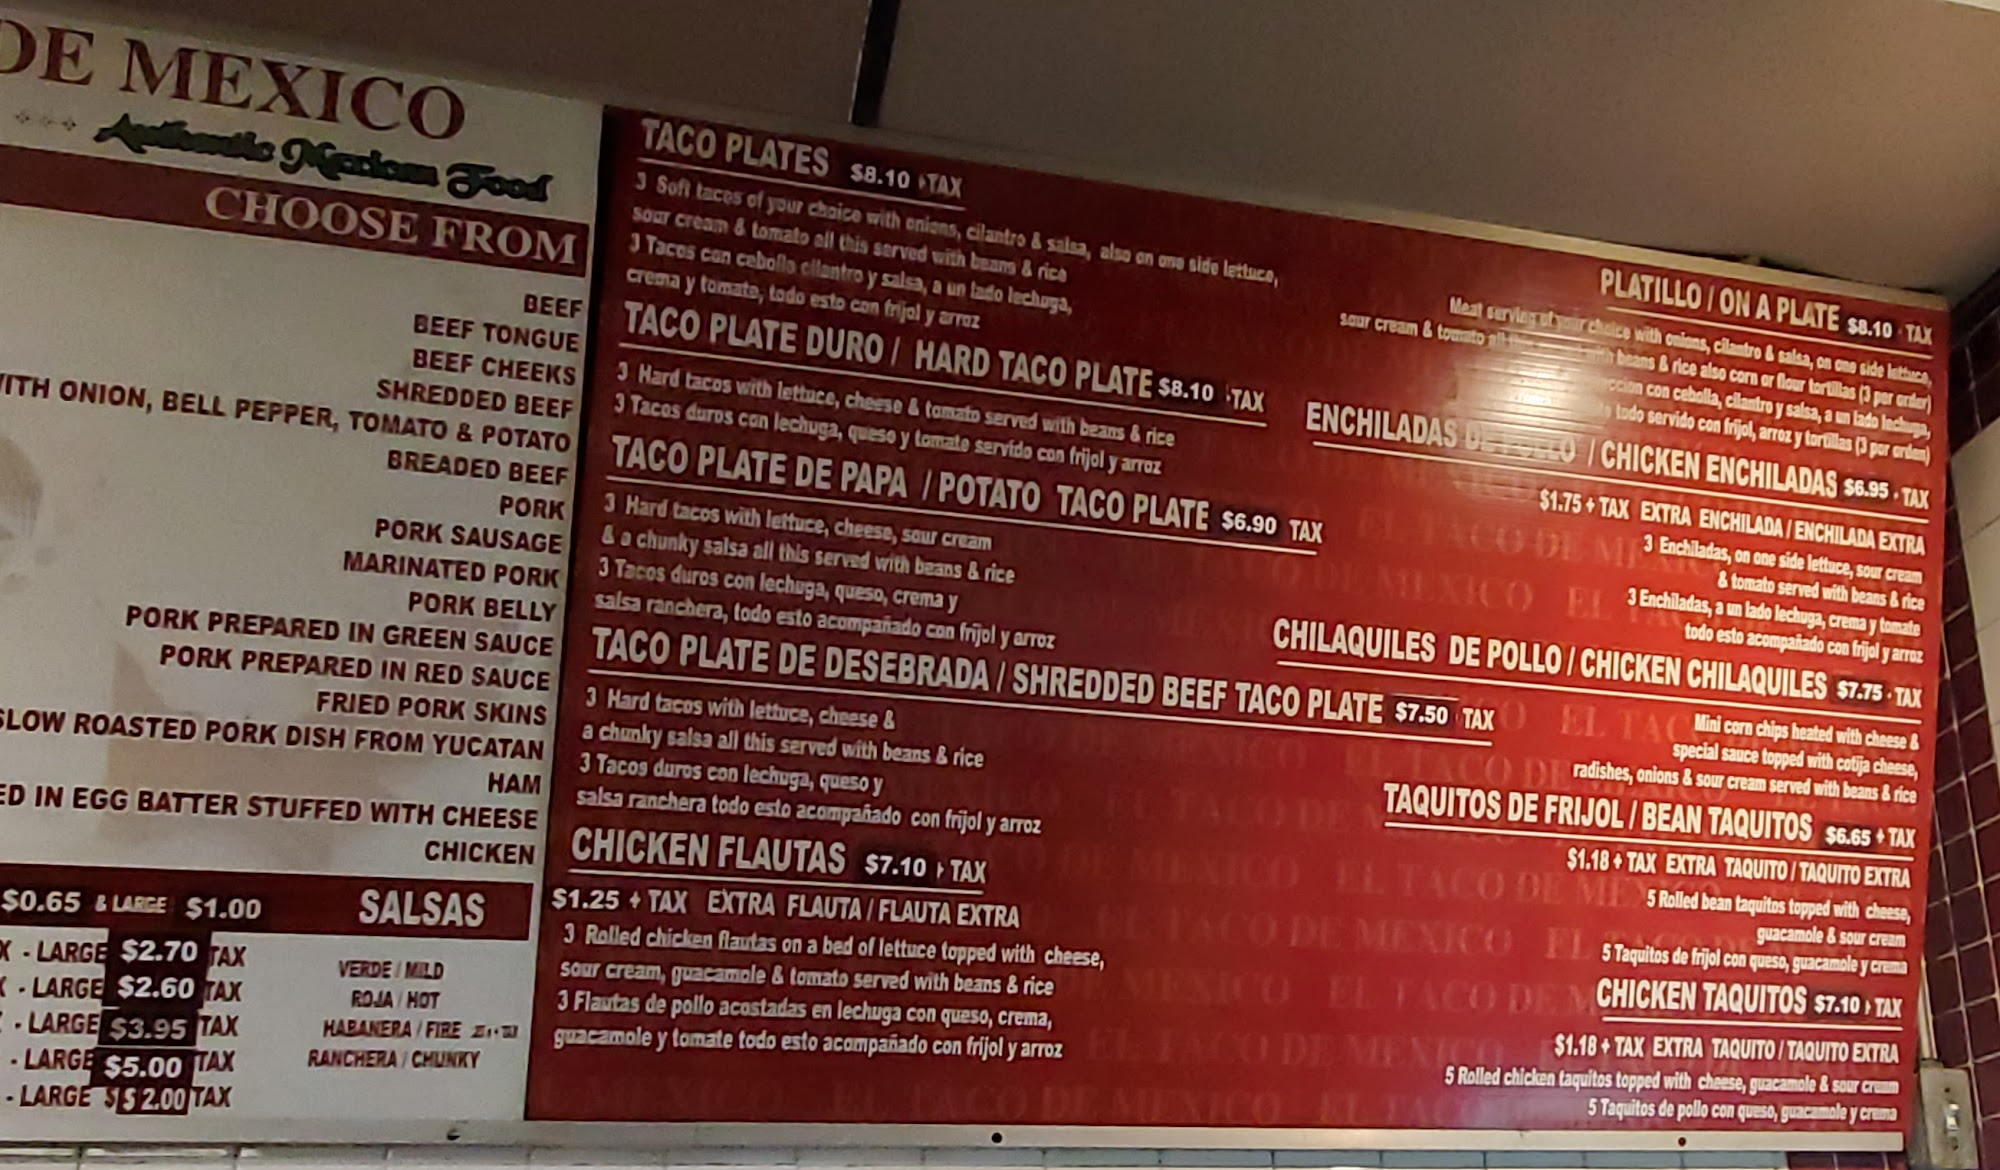 DE MEXICO
Authentic Mexican Food
CHOOSE FROM
BEEF
BEEF TONGUE
BEEF CHEEKS
SHREDDED BEEF
WITH ONION, BELL PEPPER, TOMATO & POTATO
BREADED BEEF
PORK
PORK SAUSAGE
MARINATED PORK
PORK BELLY
PORK PREPARED IN GREEN SAUCE
PORK PREPARED IN RED SAUCE
FRIED PORK SKINS
SLOW ROASTED PORK DISH FROM YUCATAN
HAM
ED IN EGG BATTER STUFFED WITH CHEESE
CHICKEN
$0.65 & LARGE $1.00
X - LARGE $2.70 TAX
- LARGE $2.60 TAX
- LARGE $3.95 TAX
- LARGE $5.00 TAX
- LARGE $ $2.00 TAX
SALSAS
VERDE / MILD
ROJA / HOT
HABANERA / FIRE
RANCHERA / CHUNKY
TACO PLATES $8.10 + TAX
3 Soft tacos of your choice with onions, cilantro & salsa, also on one side lettuce,
sour cream & tomato all this served with beans & rice
3 Tacos con cebolla cilantro y salsa, a un lado lechuga,
crema y tomate, todo esto con frijol y arroz
TACO PLATE DURO / HARD TACO PLATE $8.10 TAX
3 Hard tacos with lettuce, cheese & tomato served with beans & rice
3 Tacos duros con lechuga, queso y tomate servido con frijol y arroz
TACO PLATE DE PAPA / POTATO TACO PLATE $6.90 TAX
3 Hard tacos with lettuce, cheese, sour cream
& a chunky salsa all this served with beans & rice
3 Tacos duros con lechuga, queso, crema y
salsa ranchera, todo esto acompañado con frijol y arroz
TACO PLATE DE DESEBRADA / SHREDDED BEEF TACO PLATE $7.50 TAX
3 Hard tacos with lettuce, cheese &
a chunky salsa all this served with beans & rice
3 Tacos duros con lechuga, queso y
salsa ranchera todo esto acompañado con frijol y arroz
CHICKEN FLAUTAS $7.10 + TAX
$1.25 + TAX EXTRA FLAUTA / FLAUTA EXTRA
3 Rolled chicken flautas on a bed of lettuce topped with cheese,
sour cream, guacamole & tomato served with beans & rice
3 Flautas de pollo acostadas en lechuga con queso, crema,
guacamole y tomate todo esto acompañado con frijol y arroz
PLATILLO / ON A PLATE $8.10 TAX
Meat serving of your choice with onions, cilantro & salsa, on one side lettuce,
sour cream & tomato all with beans & rice also corn or flour tortillas (3 per order)
con cebolla, cilantro y salsa, a un lado lechuga,
todo servido con frijol, arroz y tortillas (3 por orden)
ENCHILADAS DE POLLO / CHICKEN ENCHILADAS $6.95 + TAX
$1.75 + TAX EXTRA ENCHILADA / ENCHILADA EXTRA
3 Enchiladas, on one side lettuce, sour cream
& tomato served with beans & rice
3 Enchiladas, a un lado lechuga, crema y tomate
todo esto acompañado con frijol y arroz
CHILAQUILES DE POLLO / CHICKEN CHILAQUILES $7.75 + TAX
Mini corn chips heated with cheese &
special sauce topped with cotija cheese,
radishes, onions & sour cream served with beans & rice
TAQUITOS DE FRIJOL / BEAN TAQUITOS $6.65 + TAX
$1.18 + TAX EXTRA TAQUITO / TAQUITO EXTRA
5 Rolled bean taquitos topped with cheese,
guacamole & sour cream
5 Taquitos de frijol con queso, guacamole y crema
CHICKEN TAQUITOS $7.10 + TAX
$1.18 + TAX EXTRA TAQUITO / TAQUITO EXTRA
5 Rolled chicken taquitos topped with cheese, guacamole & sour cream
5 Taquitos de pollo con queso, guacamole y crema